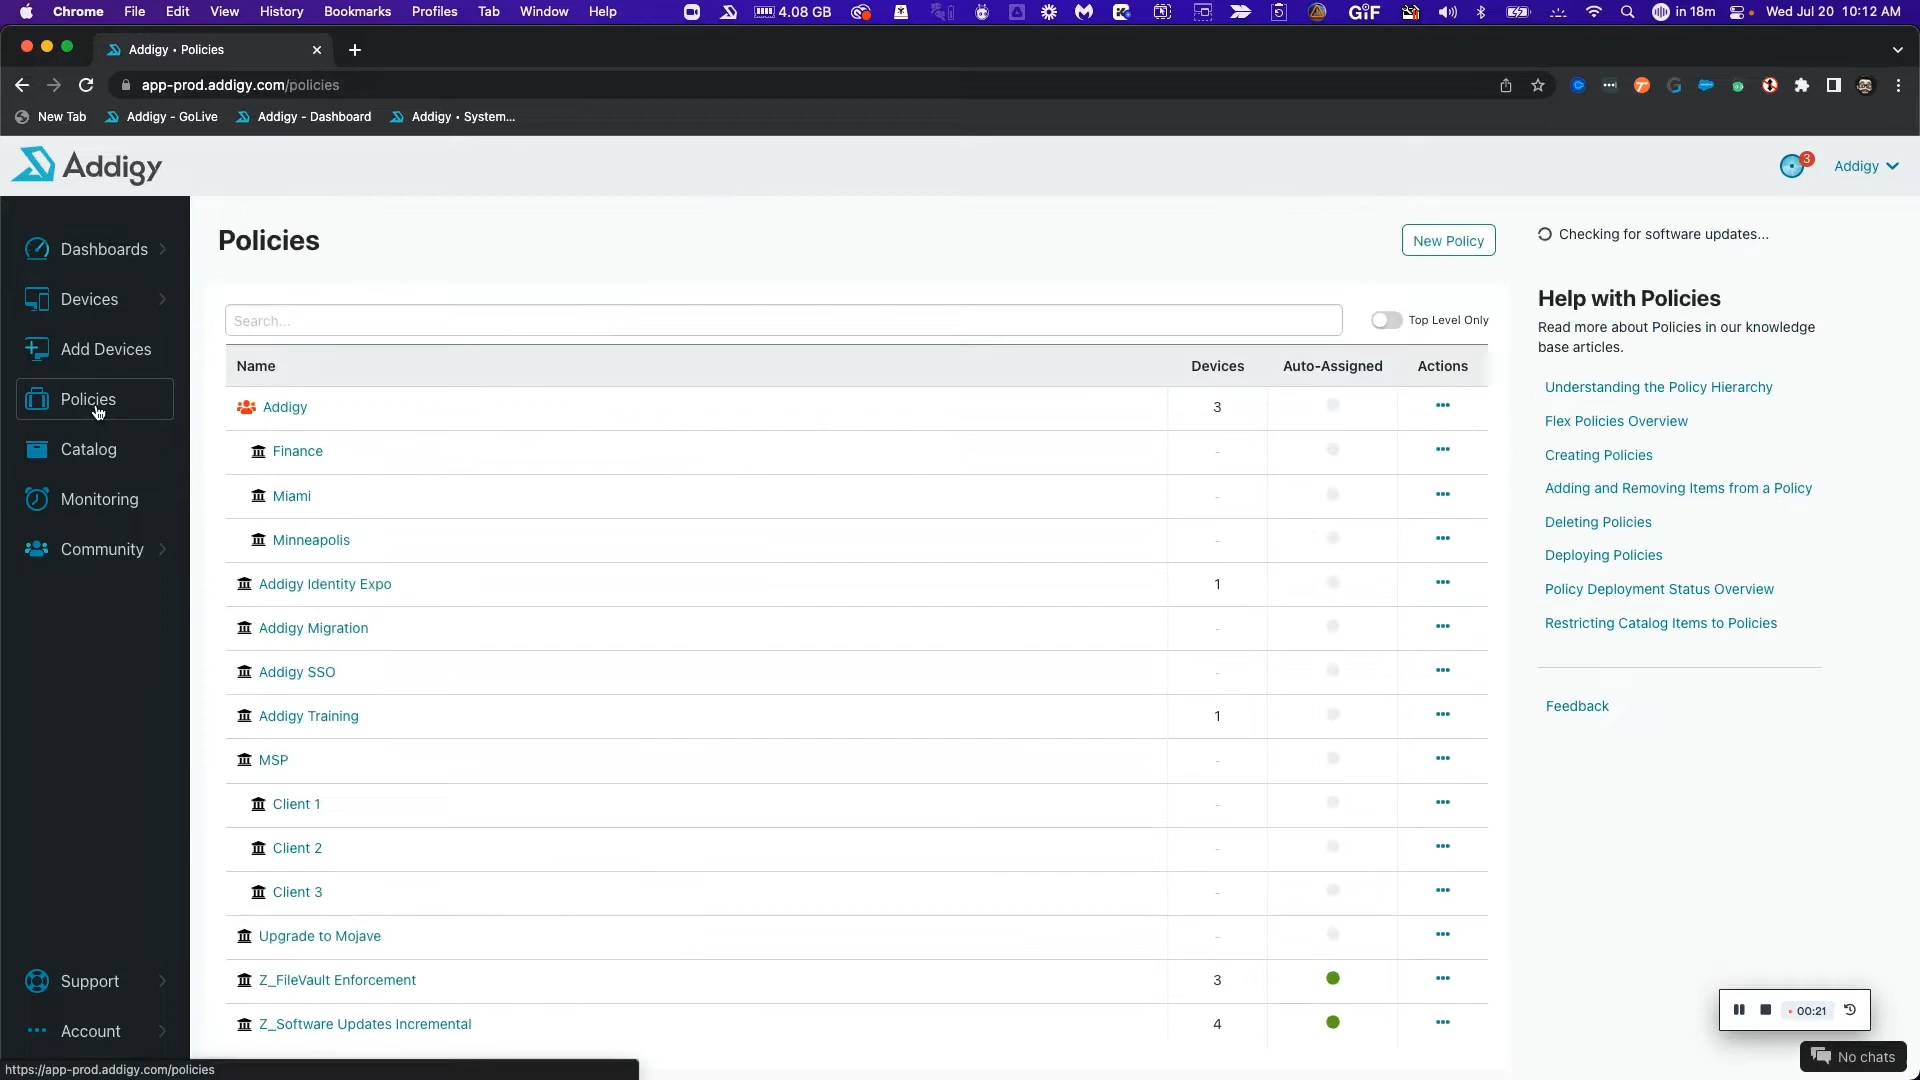 Chrome File Edit View History Bookmarks Profiles Tab Window Help 4.08 GB GIF in 18m Wed Jul 20 10:12 AM
Addigy • Policies
app-prod.addigy.com/policies
New Tab Addigy - GoLive Addigy - Dashboard Addigy • System...
Addigy
3
Addigy
Dashboards
Devices
Add Devices
Policies
Catalog
Monitoring
Community
Support
Account
Policies
New Policy
Search...
Top Level Only
Name Devices Auto-Assigned Actions
Addigy 3
Finance -
Miami -
Minneapolis -
Addigy Identity Expo 1
Addigy Migration -
Addigy SSO -
Addigy Training 1
MSP -
Client 1 -
Client 2 -
Client 3 -
Upgrade to Mojave -
Z_FileVault Enforcement 3
Z_Software Updates Incremental 4
Checking for software updates...
Help with Policies
Read more about Policies in our knowledge
base articles.
Understanding the Policy Hierarchy
Flex Policies Overview
Creating Policies
Adding and Removing Items from a Policy
Deleting Policies
Deploying Policies
Policy Deployment Status Overview
Restricting Catalog Items to Policies
Feedback
00:21
No chats
https://app-prod.addigy.com/policies